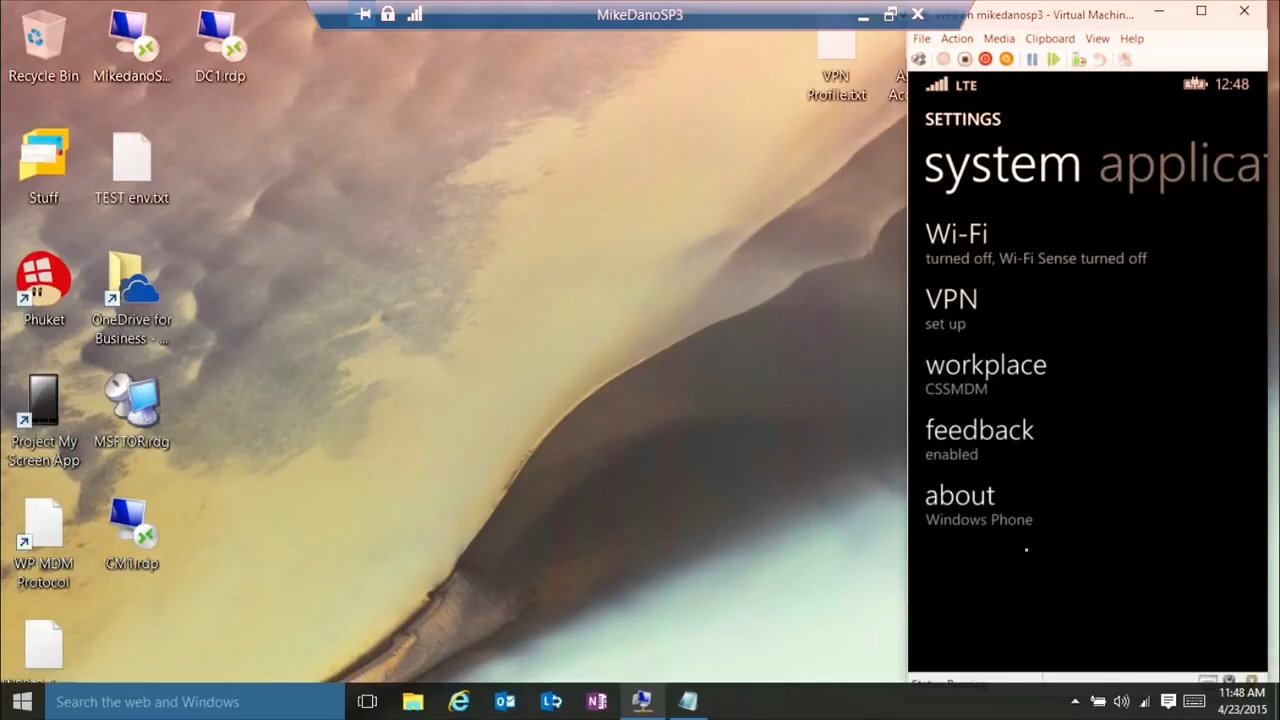 MikeDanoSP3
mikedanosp3 - Virtual Machin...
File Action Media Clipboard View Help
Recycle Bin
MikedanoS...
DC1.rdp
VPN
Profile.txt
Stuff
TEST env.txt
Phuket
OneDrive for
Business - ...
Project My
Screen App
MSFTOR.rdg
WP MDM
Protocol
CM1.rdp
LTE
12:48
SETTINGS
system applicat
Wi-Fi
turned off, Wi-Fi Sense turned off
VPN
set up
workplace
CSSMDM
feedback
enabled
about
Windows Phone
Search the web and Windows
11:48 AM
4/23/2015